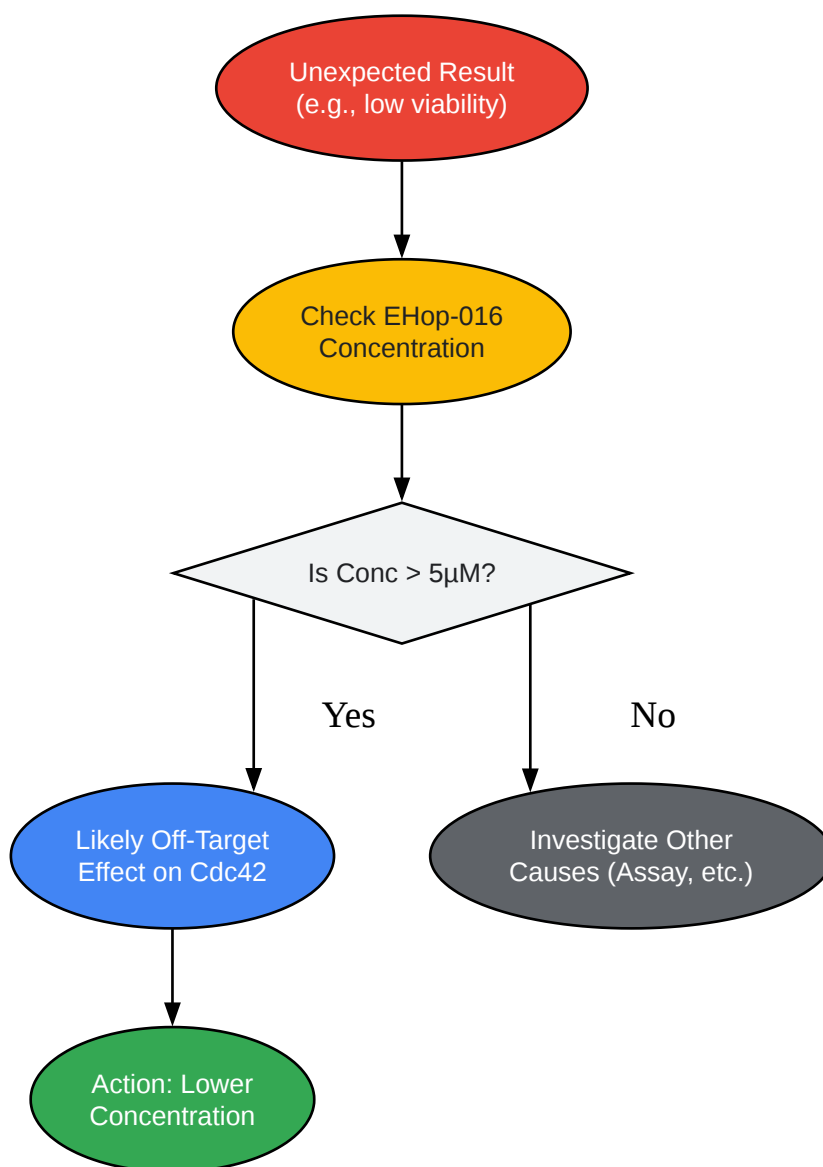 Unexpected Result
(e.g., low viability)
Check EHop-016
Concentration
Is Conc > 5µM?
Yes
No
Likely Off-Target
Effect on Cdc42
Investigate Other
Causes (Assay, etc.)
Action: Lower
Concentration